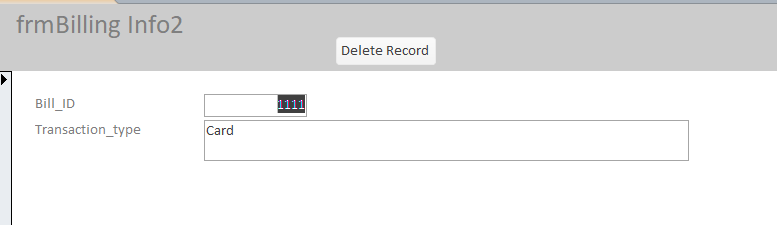 frmBilling Info2
Delete Record
Bill_ID 1111
Transaction_type Card